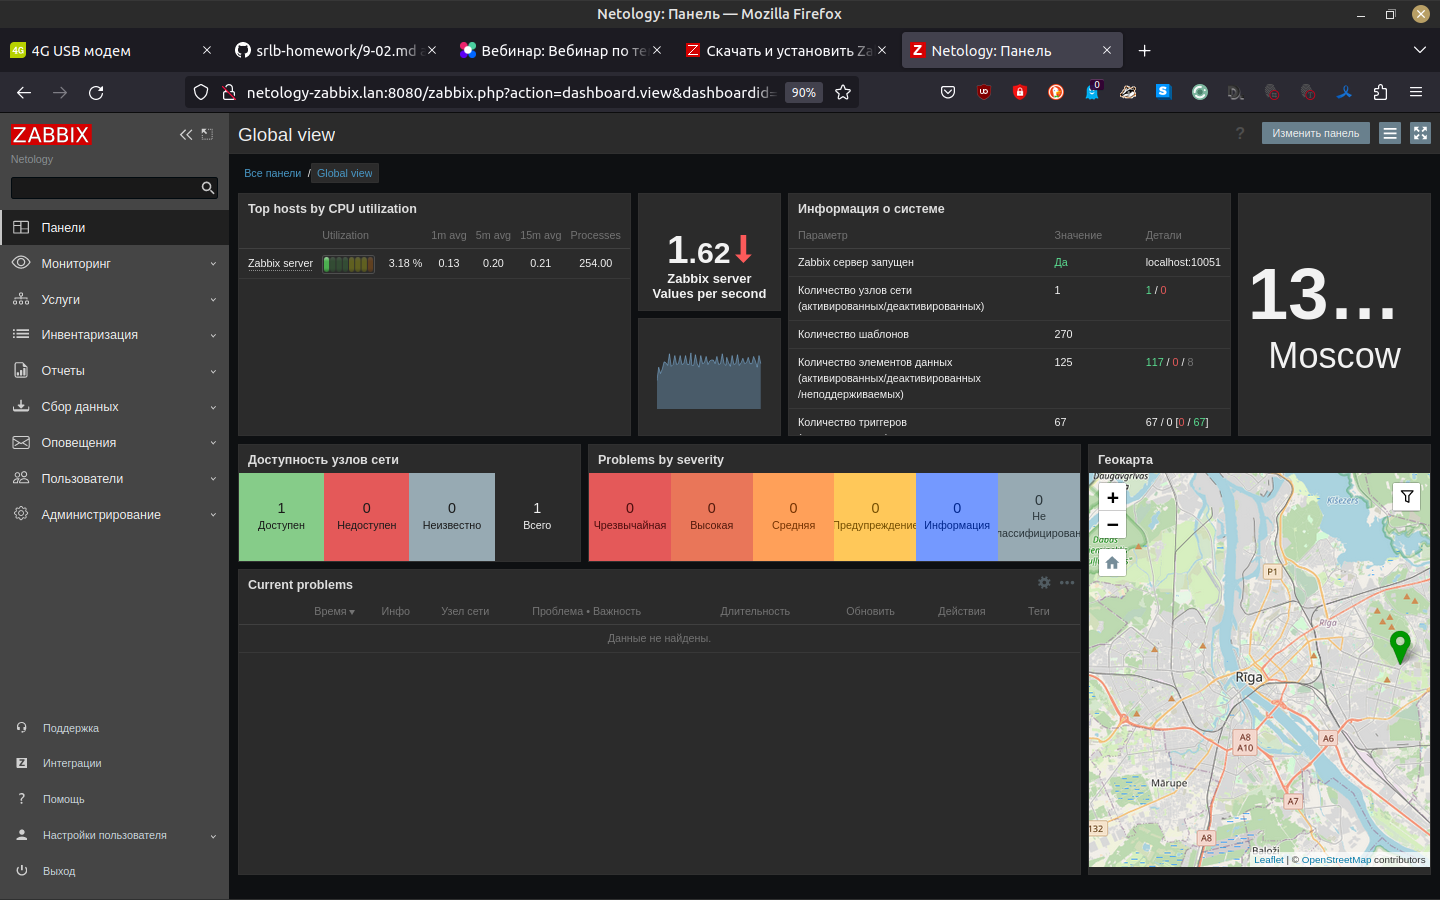 Netology: Панель — Mozilla Firefox
4G USB модем
srlb-homework/9-02.md a
Вебинар: Вебинар по те
Скачать и установить Za
Netology: Панель
netology-zabbix.lan:8080/zabbix.php?action=dashboard.view&dashboardid=
90%
0
ZABBIX
Netology
Панели
Мониторинг
Услуги
Инвентаризация
Отчеты
Сбор данных
Оповещения
Пользователи
Администрирование
Поддержка
Интеграции
Помощь
Настройки пользователя
Выход
Global view
?
Изменить панель
Все панели / Global view
Top hosts by CPU utilization
Utilization 1m avg 5m avg 15m avg Processes
Zabbix server 3.18 % 0.13 0.20 0.21 254.00
1.62
Zabbix server
Values per second
Информация о системе
Параметр Значение Детали
Zabbix сервер запущен Да localhost:10051
Количество узлов сети
(активированных/деактивированных) 1 1 / 0
Количество шаблонов 270
Количество элементов данных
(активированных/деактивированных
/неподдерживаемых) 125 117 / 0 / 8
Количество триггеров 67 67 / 0 [0 / 67]
13...
Moscow
Доступность узлов сети
1 Доступен
0 Недоступен
0 Неизвестно
1 Всего
Problems by severity
0 Чрезвычайная
0 Высокая
0 Средняя
0 Предупреждение
0 Информация
0
Не
лассифицирован
Геокарта
Daugavgrīvas
Ķīšezers
Dabas
P1
Rīga
Rīga
A8
A10
A6
Mārupe
A7
132
A8
Baloži
Leaflet | © OpenStreetMap contributors
Current problems
Время Инфо Узел сети Проблема • Важность Длительность Обновить Действия Теги
Данные не найдены.